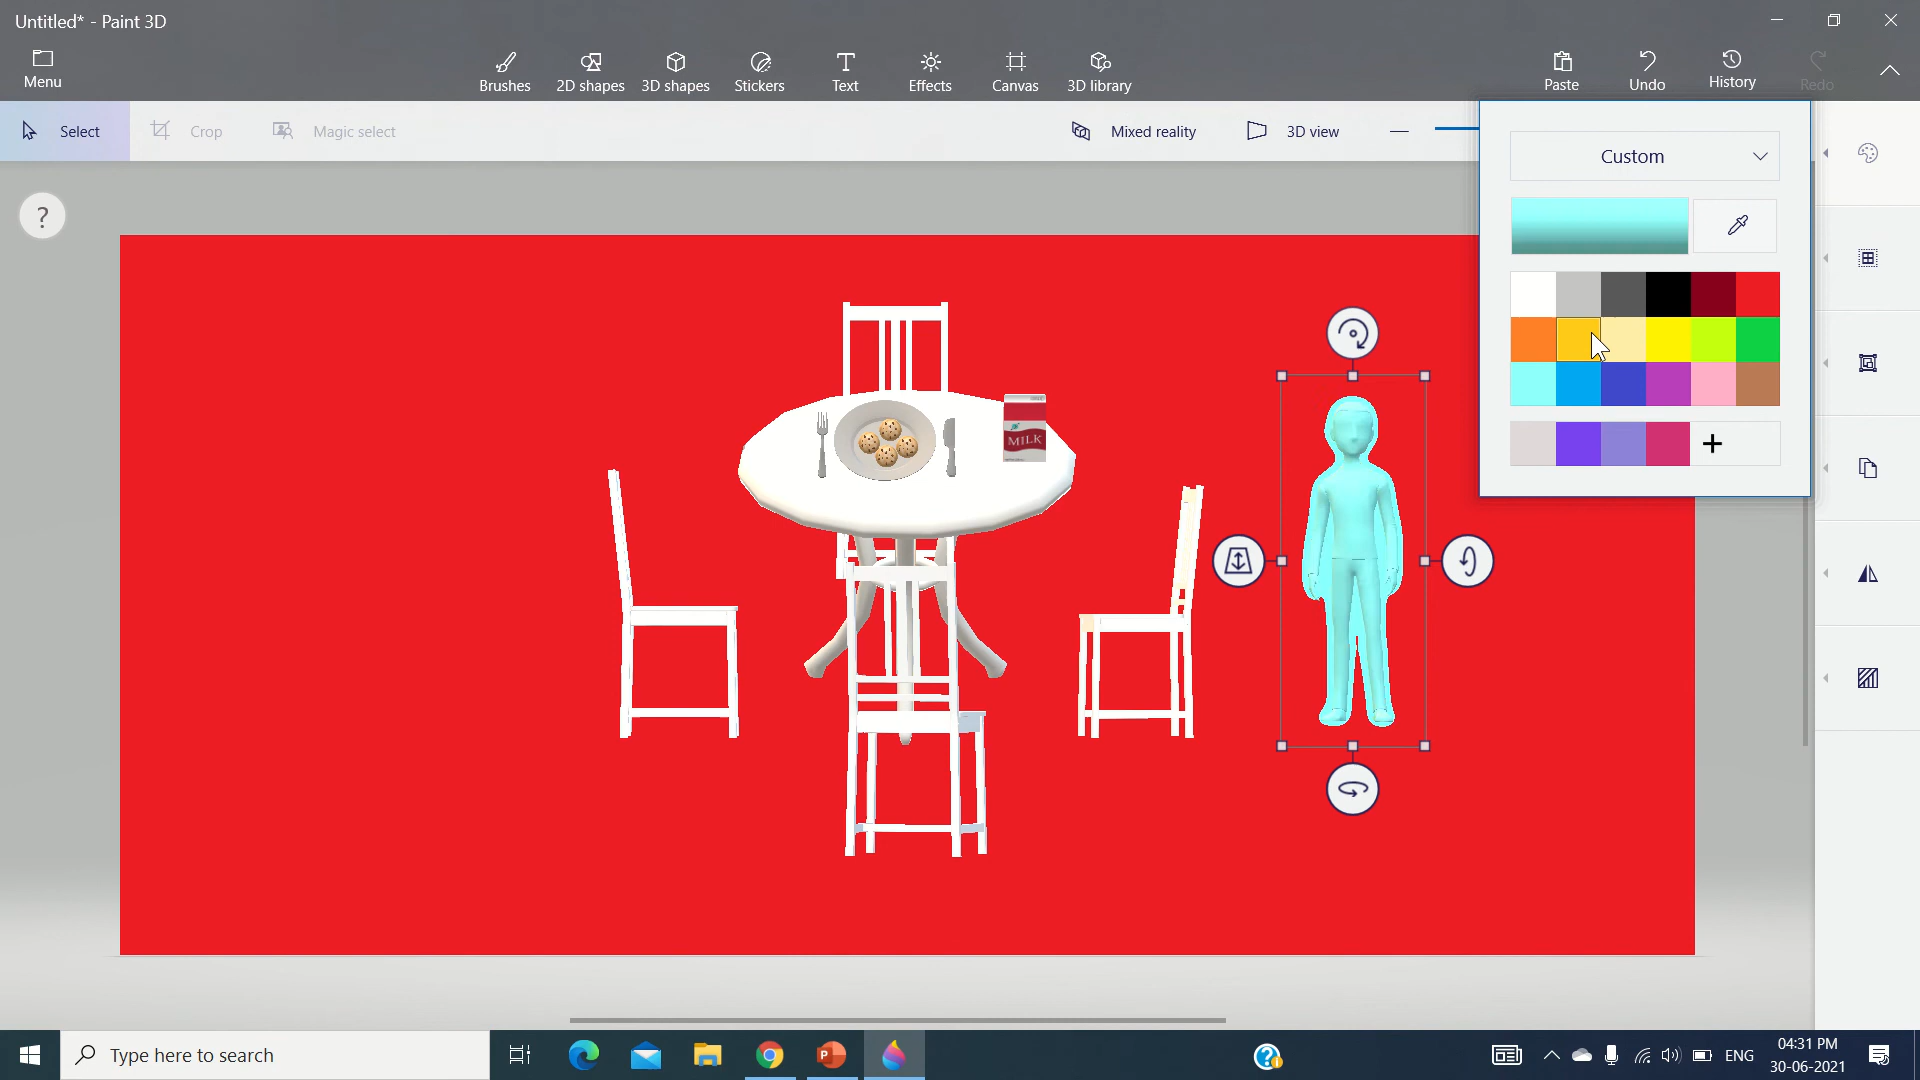 Untitled* - Paint 3D
Menu
Brushes
2D shapes
3D shapes
Stickers
Text
Effects
Canvas
3D library
Paste
Undo
History
Redo
Select
Crop
Magic select
Mixed reality
3D view
Custom
?
MILK
Type here to search
ENG
04:31 PM
30-06-2021